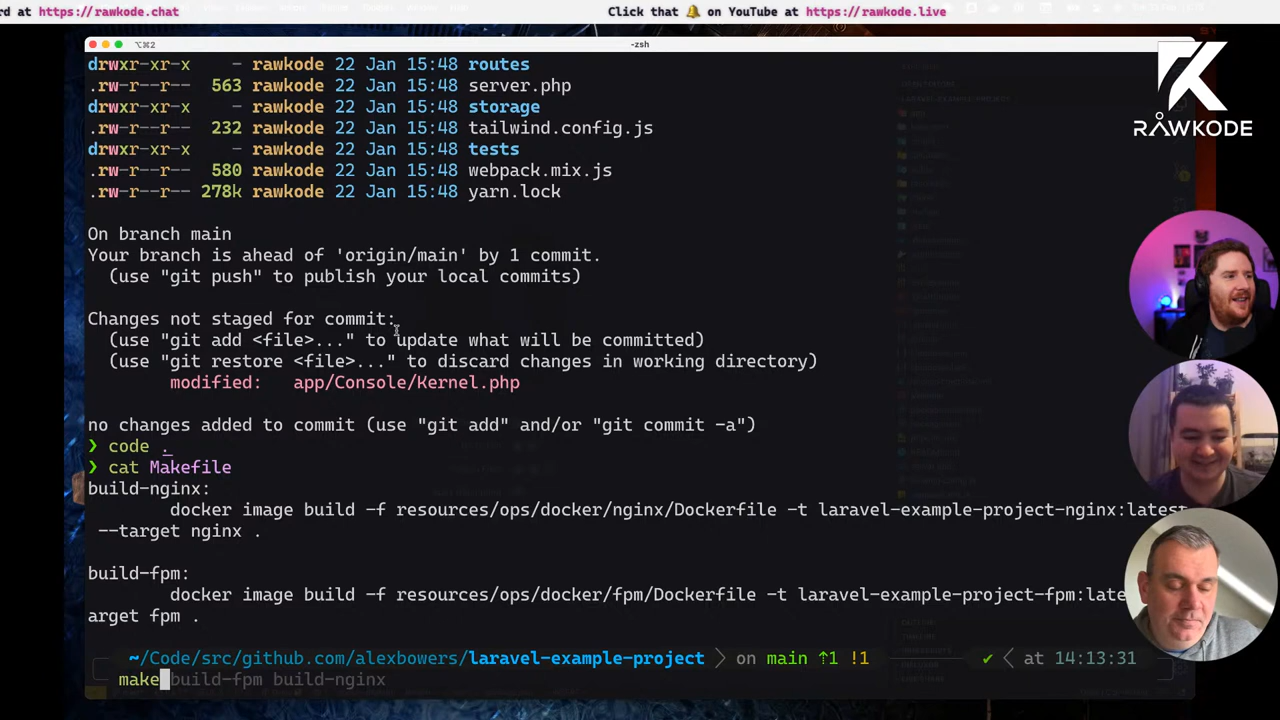 rd at https://rawkode.chat
Click that 🔔 on YouTube at https://rawkode.live
⌥⌘2
-zsh
drwxr-xr-x - rawkode 22 Jan 15:48 routes
.rw-r--r-- 563 rawkode 22 Jan 15:48 server.php
drwxr-xr-x - rawkode 22 Jan 15:48 storage
.rw-r--r-- 232 rawkode 22 Jan 15:48 tailwind.config.js
drwxr-xr-x - rawkode 22 Jan 15:48 tests
.rw-r--r-- 580 rawkode 22 Jan 15:48 webpack.mix.js
.rw-r--r-- 278k rawkode 22 Jan 15:48 yarn.lock
On branch main
Your branch is ahead of 'origin/main' by 1 commit.
(use "git push" to publish your local commits)
Changes not staged for commit:
(use "git add <file>..." to update what will be committed)
(use "git restore <file>..." to discard changes in working directory)
modified: app/Console/Kernel.php
no changes added to commit (use "git add" and/or "git commit -a")
❯ code .
❯ cat Makefile
build-nginx:
docker image build -f resources/ops/docker/nginx/Dockerfile -t laravel-example-project-nginx:latest
--target nginx .
build-fpm:
docker image build -f resources/ops/docker/fpm/Dockerfile -t laravel-example-project-fpm:late
arget fpm .
~/Code/src/github.com/alexbowers/laravel-example-project on main ⇡1 !1 ✔ at 14:13:31
make build-fpm build-nginx
RAWKODE